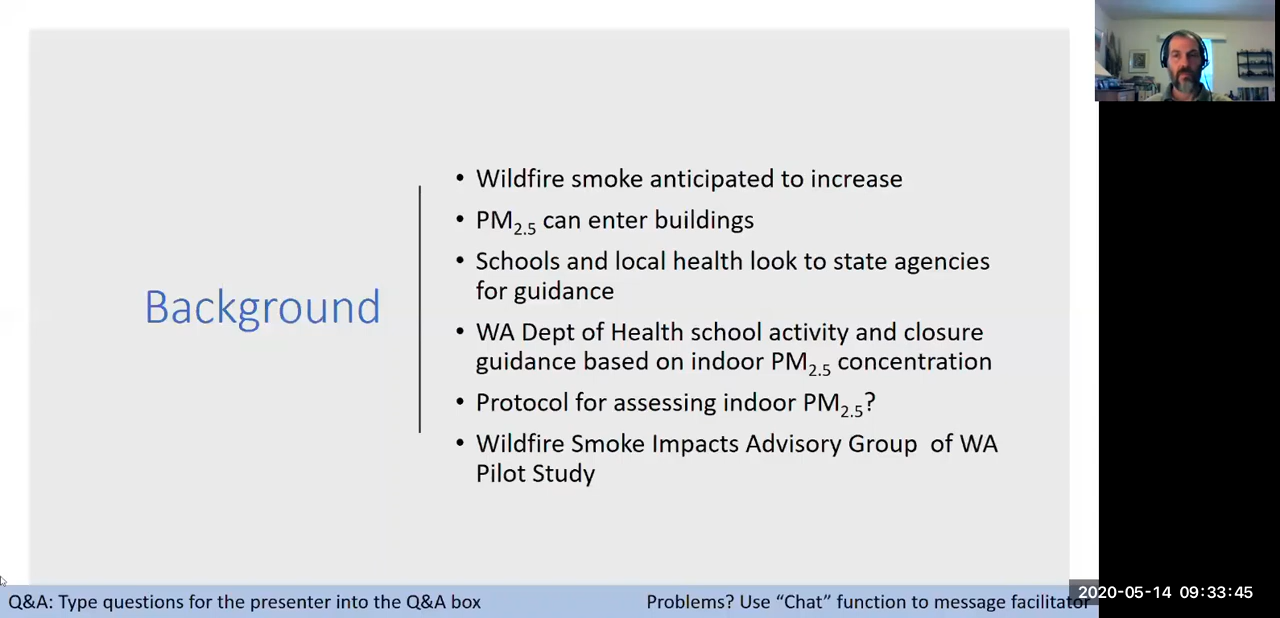 Background
• Wildfire smoke anticipated to increase
• PM2.5 can enter buildings
• Schools and local health look to state agencies
for guidance
• WA Dept of Health school activity and closure
guidance based on indoor PM2.5 concentration
• Protocol for assessing indoor PM2.5?
• Wildfire Smoke Impacts Advisory Group  of WA
Pilot Study
Q&A: Type questions for the presenter into the Q&A box
Problems? Use “Chat” function to message facilitator
2020-05-14 09:33:45